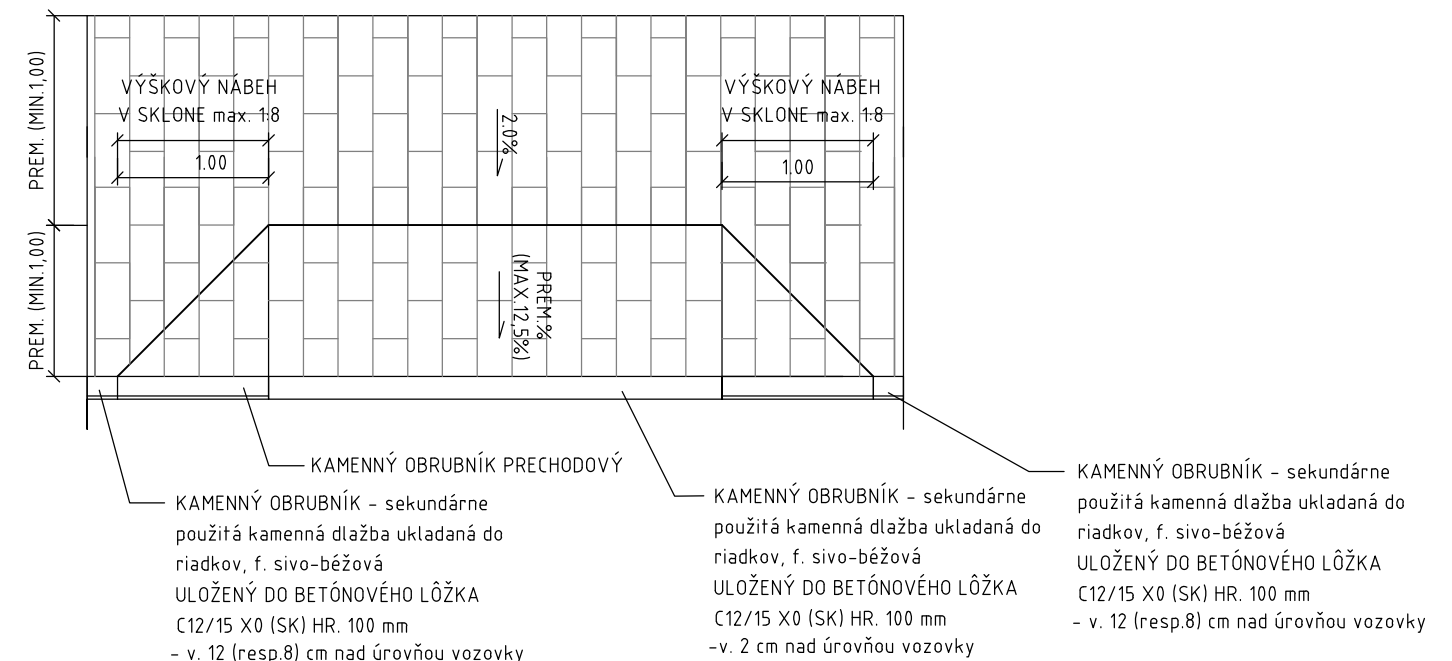 PREM. (MIN.1,00)
VÝŠKOVÝ NÁBEH
V SKLONE max. 1:8
1.00
2.0%
VÝŠKOVÝ NÁBEH
V SKLONE max. 1:8
1.00
PREM. (MIN.1,00)
PREM.%
(MAX.12,5%)
KAMENNÝ OBRUBNÍK PRECHODOVÝ
KAMENNÝ OBRUBNÍK - sekundárne
použitá kamenná dlažba ukladaná do
riadkov, f. sivo-béžová
ULOŽENÝ DO BETÓNOVÉHO LÔŽKA
C12/15 X0 (SK) HR. 100 mm
- v. 12 (resp.8) cm nad úrovňou vozovky
KAMENNÝ OBRUBNÍK - sekundárne
použitá kamenná dlažba ukladaná do
riadkov, f. sivo-béžová
ULOŽENÝ DO BETÓNOVÉHO LÔŽKA
C12/15 X0 (SK) HR. 100 mm
-v. 2 cm nad úrovňou vozovky
KAMENNÝ OBRUBNÍK - sekundárne
použitá kamenná dlažba ukladaná do
riadkov, f. sivo-béžová
ULOŽENÝ DO BETÓNOVÉHO LÔŽKA
C12/15 X0 (SK) HR. 100 mm
- v. 12 (resp.8) cm nad úrovňou vozovky